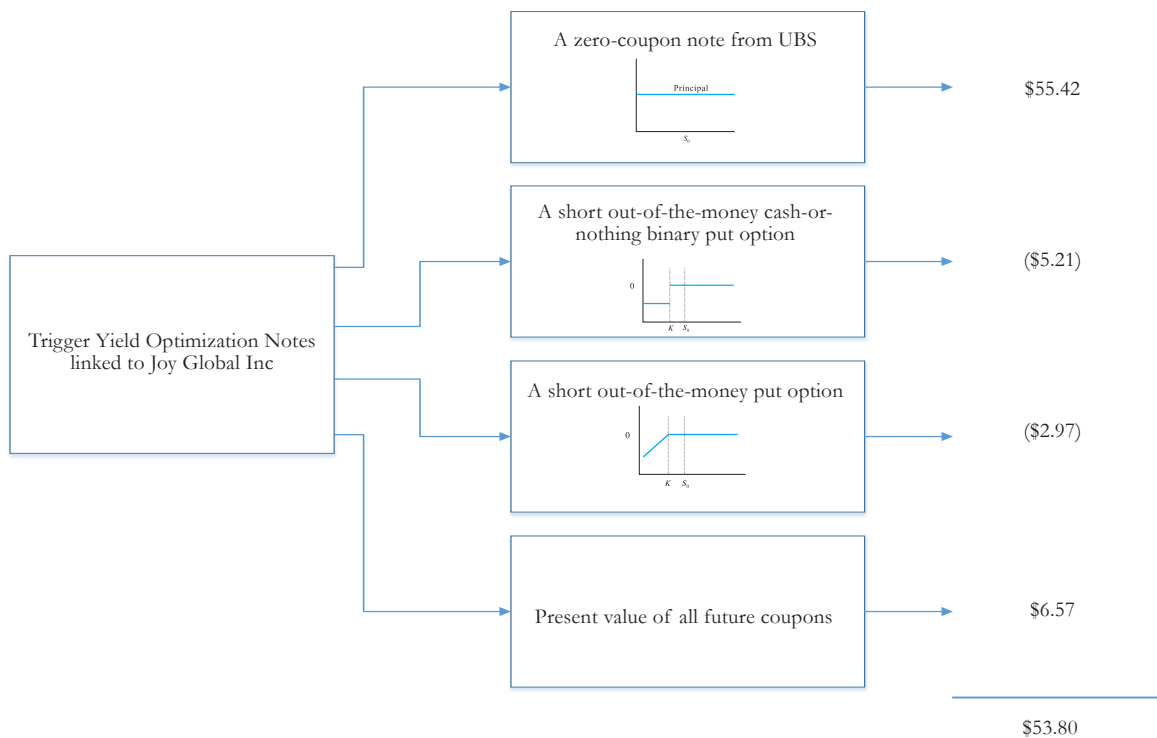 A zero-coupon note from UBS
Principal
S₀
$55.42
A short out-of-the-money cash-or-
nothing binary put option
0
K
S₀
($5.21)
Trigger Yield Optimization Notes
linked to Joy Global Inc
A short out-of-the-money put option
0
K
S₀
($2.97)
Present value of all future coupons
$6.57
$53.80